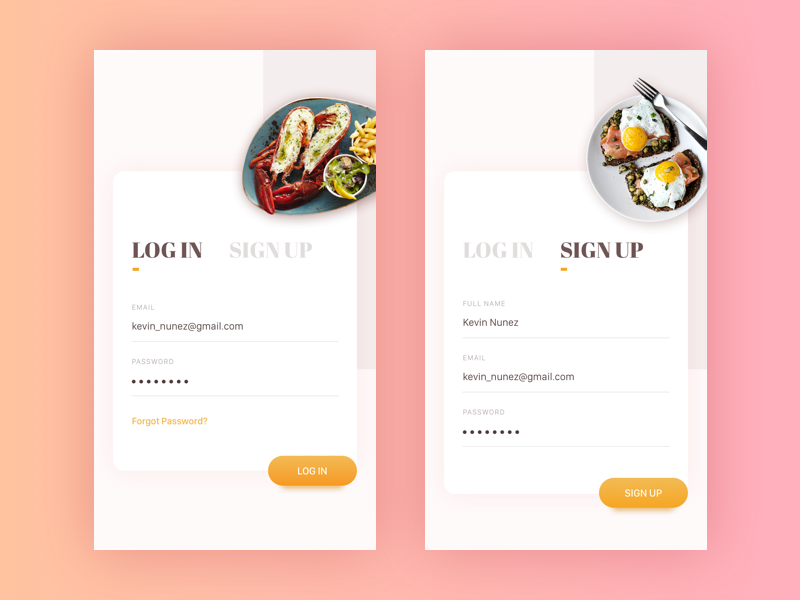 LOG IN SIGN UP
EMAIL
kevin_nunez@gmail.com
PASSWORD
Forgot Password?
LOG IN
LOG IN SIGN UP
FULL NAME
Kevin Nunez
EMAIL
kevin_nunez@gmail.com
PASSWORD
SIGN UP